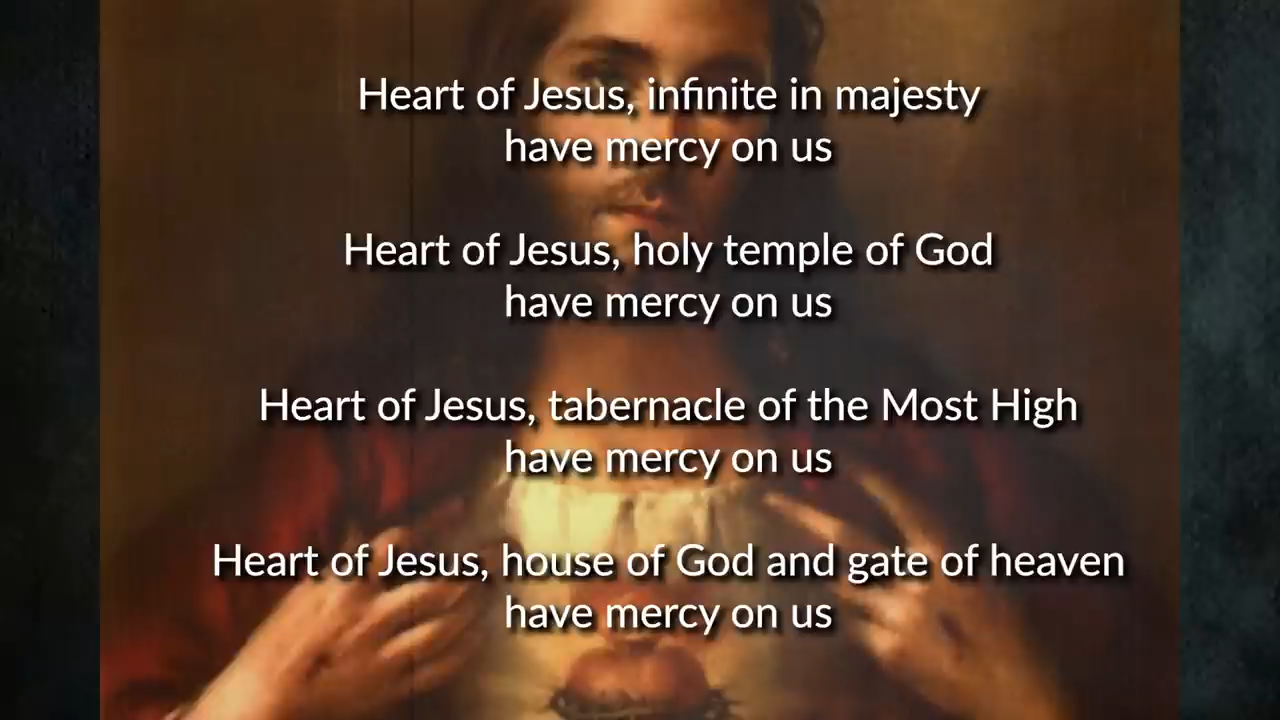 Heart of Jesus, infinite in majesty
have mercy on us
Heart of Jesus, holy temple of God
have mercy on us
Heart of Jesus, tabernacle of the Most High
have mercy on us
Heart of Jesus, house of God and gate of heaven
have mercy on us